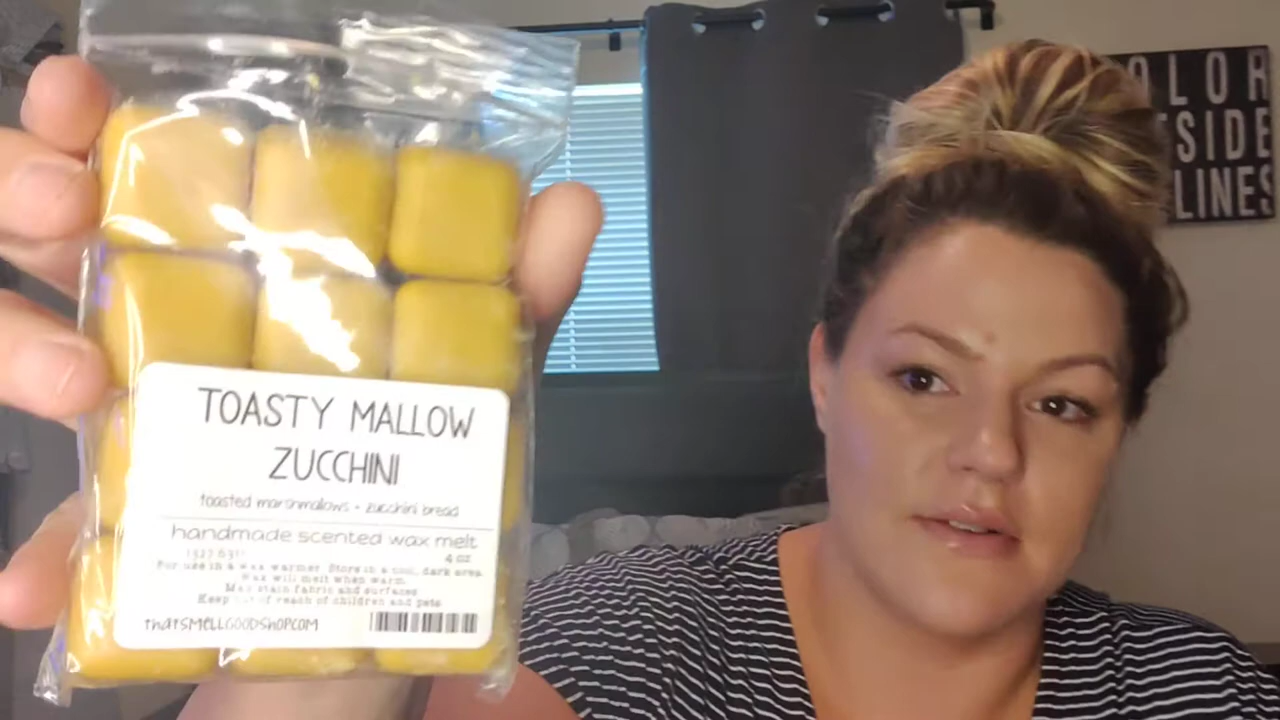 TOASTY MALLOW
ZUCCHINI
toasted marshmallows + zucchini bread
handmade scented wax melt
4 oz
For use in a wax warmer. Store in a cool, dark area.
Wax will melt when warm.
May stain fabric and surfaces
Keep out of reach of children and pets
thatSMELLGOODSHOP.COM
OLOR
TSIDE
LINES